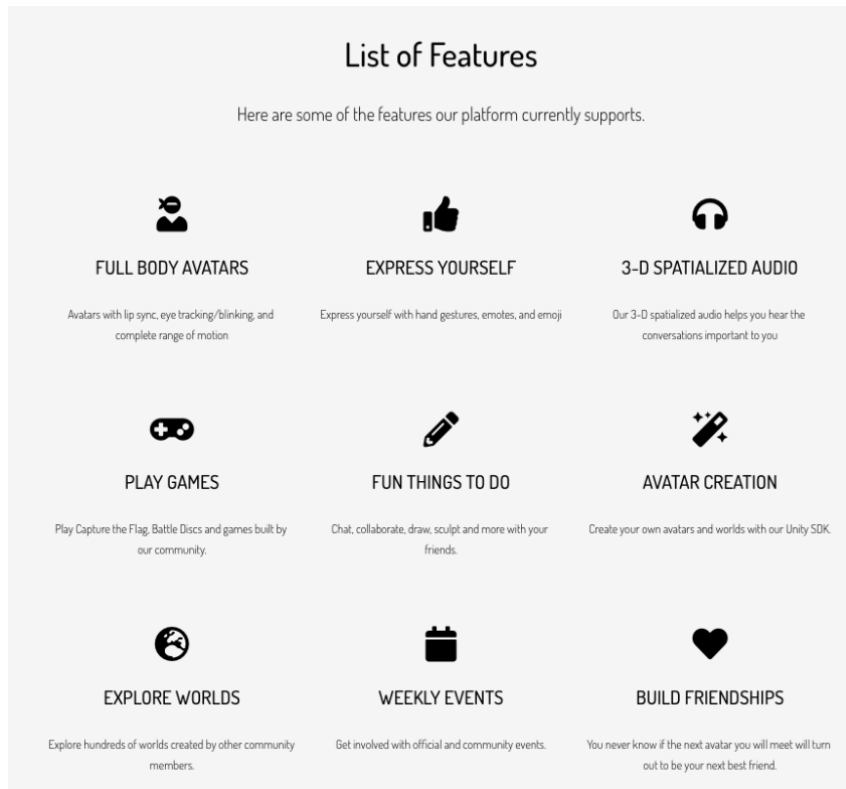 List of Features
Here are some of the features our platform currently supports.
FULL BODY AVATARS
Avatars with lip sync, eye tracking/blinking, and
complete range of motion
EXPRESS YOURSELF
Express yourself with hand gestures, emotes, and emoji
3-D SPATIALIZED AUDIO
Our 3-D spatialized audio helps you hear the
conversations important to you
PLAY GAMES
Play Capture the Flag, Battle Discs and games built by
our community.
FUN THINGS TO DO
Chat, collaborate, draw, sculpt and more with your
friends.
AVATAR CREATION
Create your own avatars and worlds with our Unity SDK.
EXPLORE WORLDS
Explore hundreds of worlds created by other community
members.
WEEKLY EVENTS
Get involved with official and community events.
BUILD FRIENDSHIPS
You never know if the next avatar you will meet will turn
out to be your next best friend.